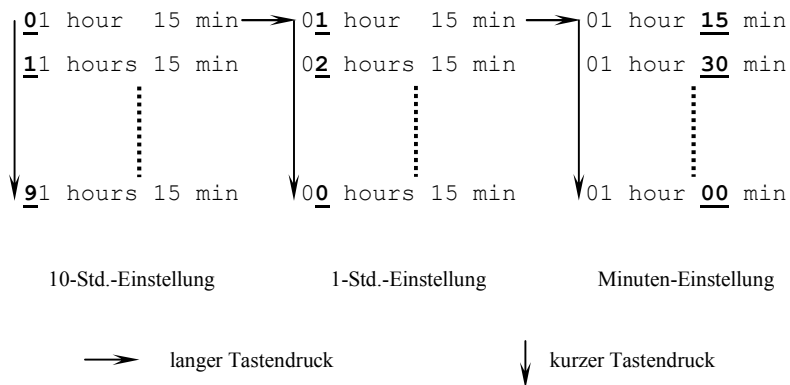 01 hour 15 min 01 hour 15 min 01 hour 15 min
11 hours 15 min 02 hours 15 min 01 hour 30 min
91 hours 15 min 00 hours 15 min 01 hour 00 min
10-Std.-Einstellung 1-Std.-Einstellung Minuten-Einstellung
langer Tastendruck kurzer Tastendruck